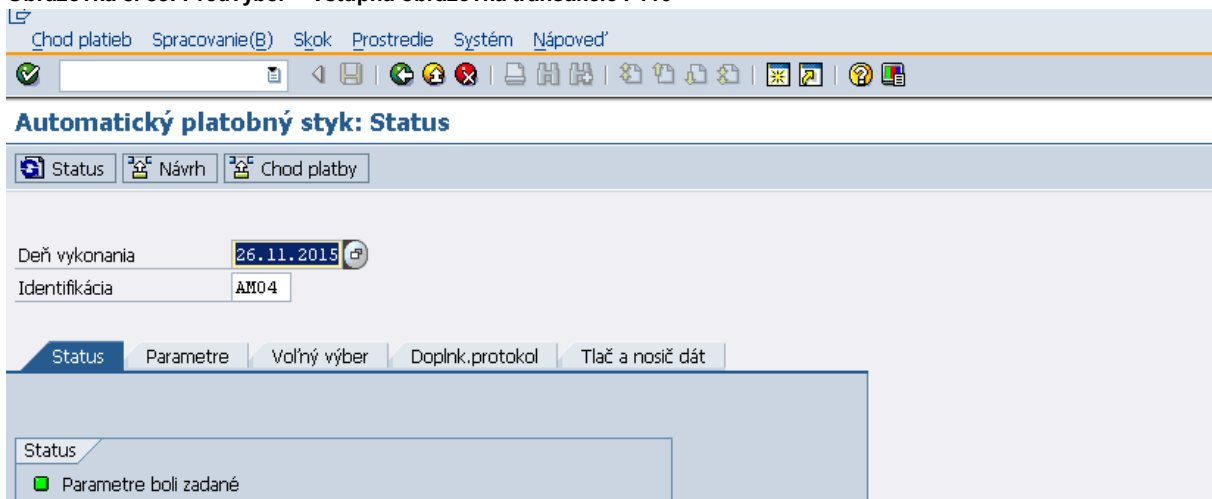 Chod platieb Spracovanie(B) Skok Prostredie Systém Nápoveď
Automatický platobný styk: Status
Status Návrh Chod platby
Deň vykonania 26.11.2015
Identifikácia AM04
Status Parametre Voľný výber Doplnk.protokol Tlač a nosič dát
Status
Parametre boli zadané